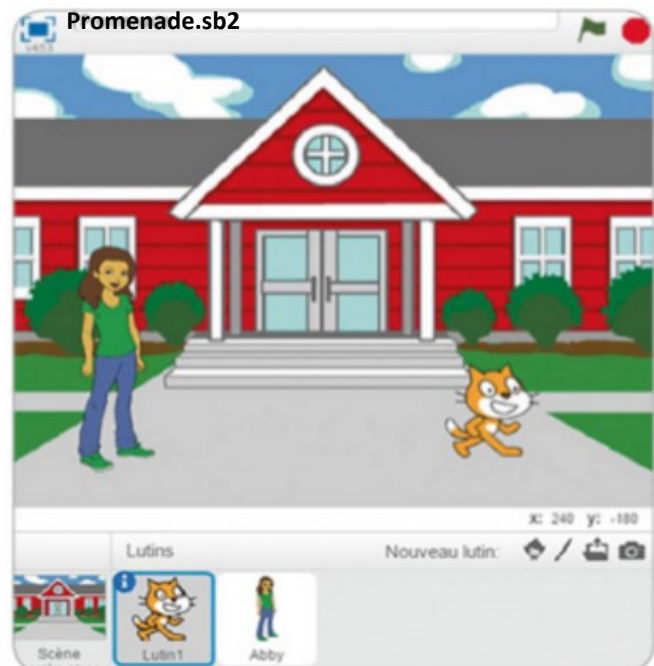 Promenade.sb2
v453
x: 240 y: -180
Lutins
Nouveau lutin:
Scène
Lutin1
Abby